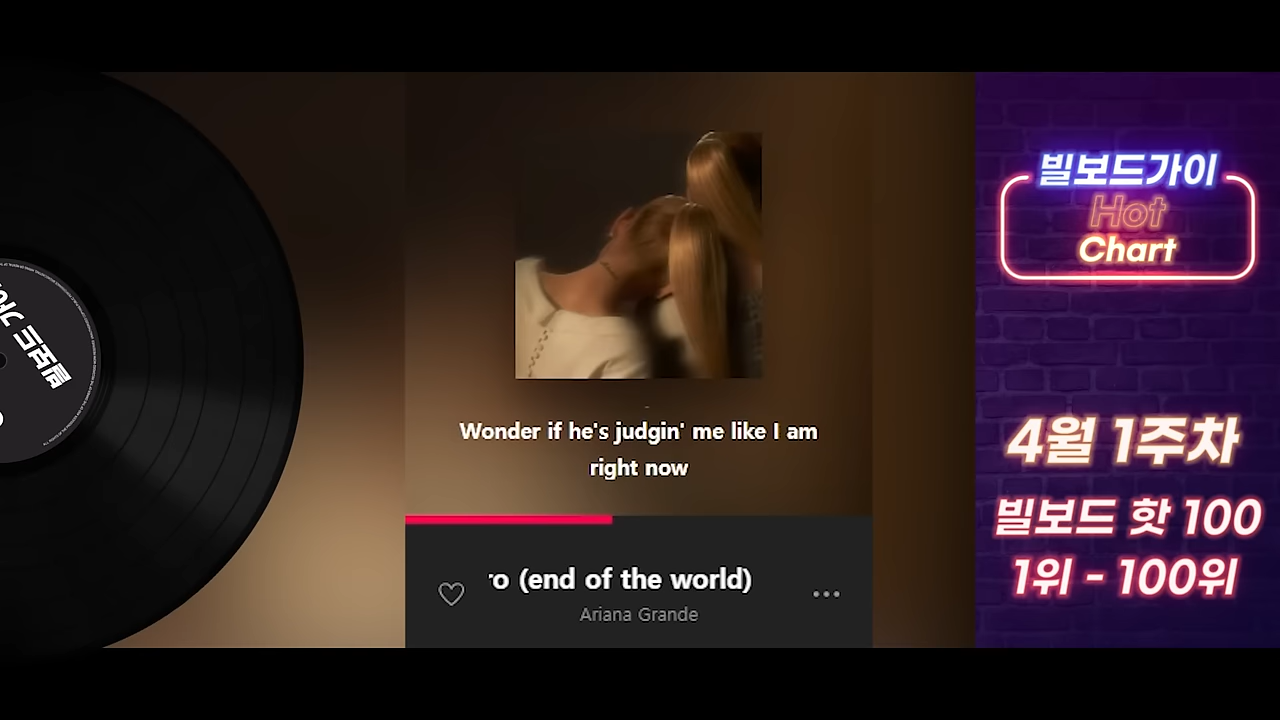 Wonder if he's judgin' me like I am
right now
ro (end of the world)
Ariana Grande
빌보드가이
Hot
Chart
4월 1주차
빌보드 핫 100
1위 - 100위